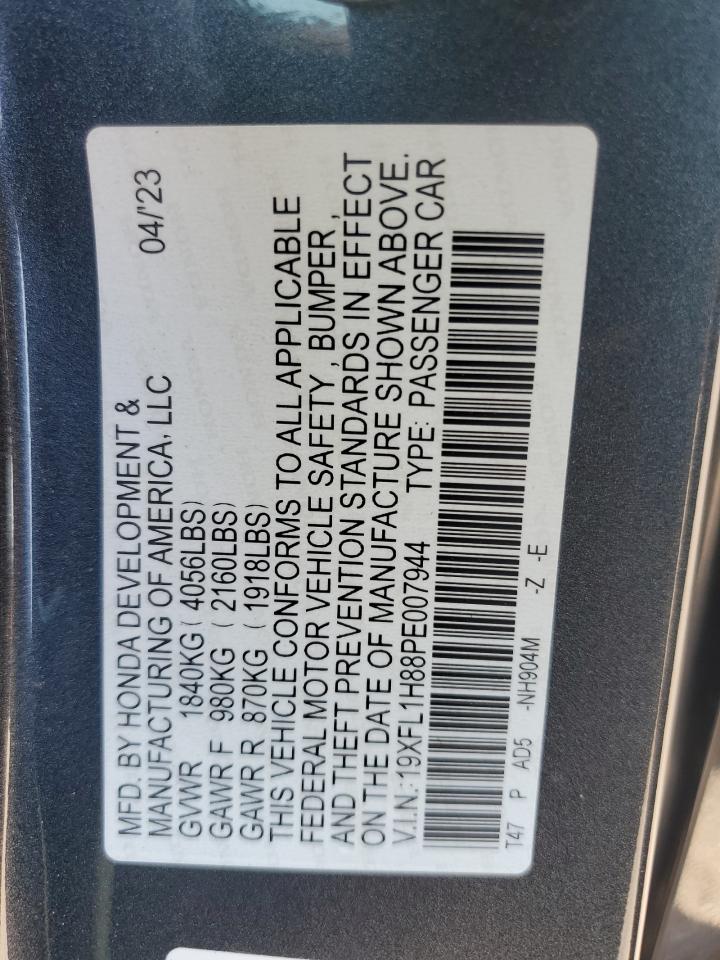 MFD. BY HONDA DEVELOPMENT &
MANUFACTURING OF AMERICA, LLC 04/'23
GVWR 1840KG ( 4056LBS)
GAWR F 980KG ( 2160LBS)
GAWR R 870KG ( 1918LBS)
THIS VEHICLE CONFORMS TO ALL APPLICABLE
FEDERAL MOTOR VEHICLE SAFETY , BUMPER ,
AND THEFT PREVENTION STANDARDS IN EFFECT
ON THE DATE OF MANUFACTURE SHOWN ABOVE.
V.I.N.:19XFL1H88PE007944 TYPE: PASSENGER CAR
T47 P AD5 -NH904M -Z -E